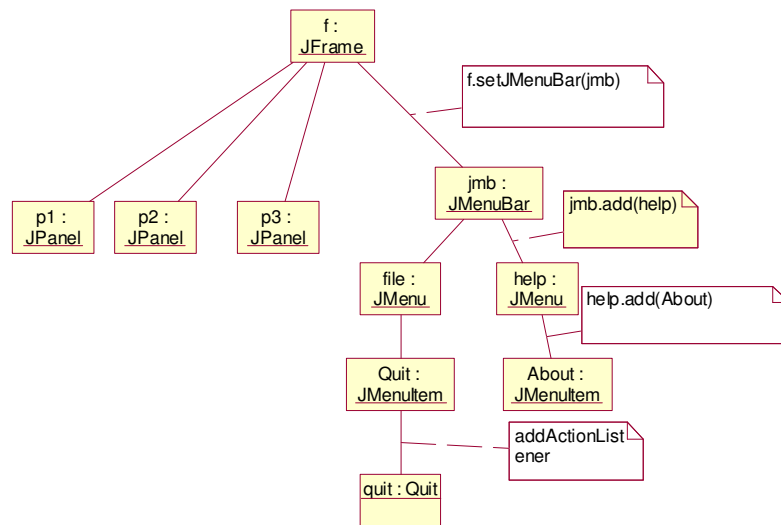 f :
JFrame
f.setJMenuBar(jmb)
p1 :
JPanel
p2 :
JPanel
p3 :
JPanel
jmb :
JMenuBar
jmb.add(help)
file :
JMenu
help :
JMenu
help.add(About)
Quit :
JMenuItem
About :
JMenuItem
addActionList
ener
quit : Quit